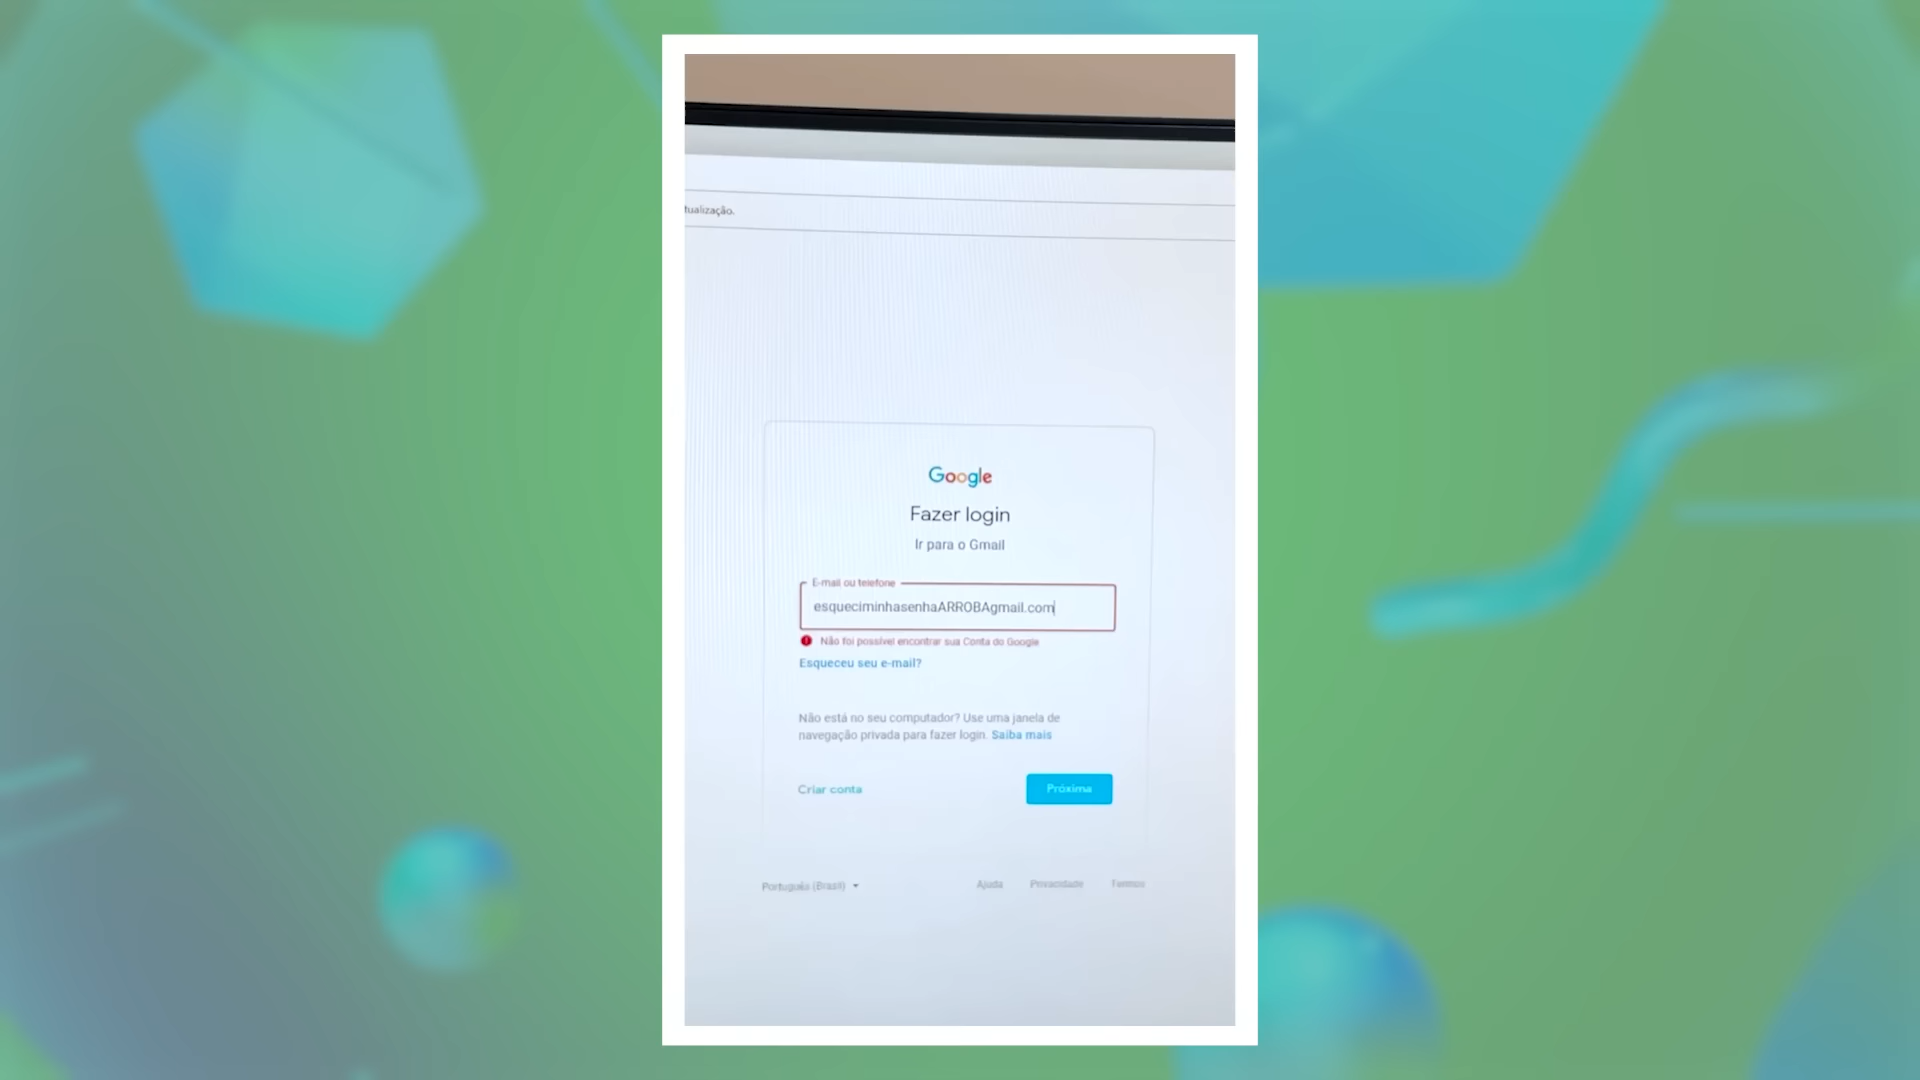 tualização.
Google
Fazer login
Ir para o Gmail
E-mail ou telefone
esqueciminhasenhaARROBAgmail.com
Não foi possível encontrar sua Conta do Google
Esqueceu seu e-mail?
Não está no seu computador? Use uma janela de
navegação privada para fazer login. Saiba mais
Criar conta
Próxima
Português (Brasil)
Ajuda
Privacidade
Termos